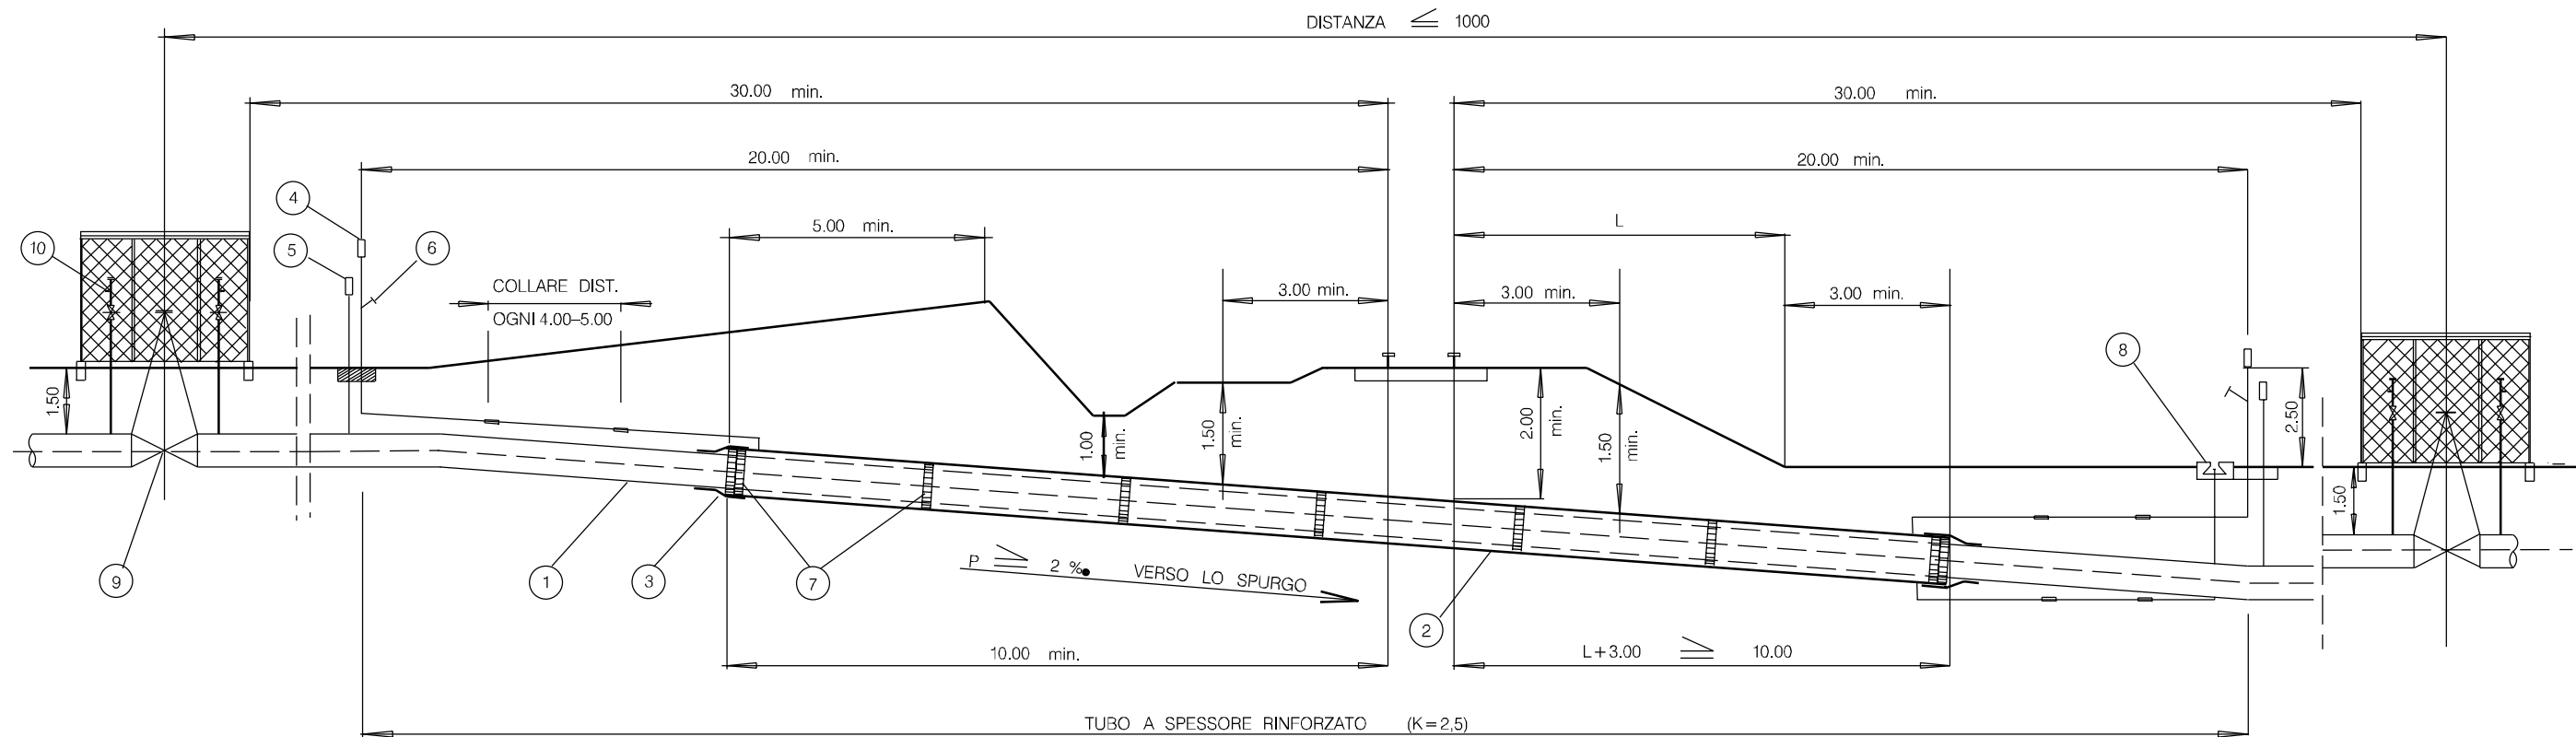 DISTANZA ≦ 1000
30.00 min.
30.00 min.
20.00 min.
20.00 min.
4
L
5.00 min.
10
5
6
COLLARE DIST.
OGNI 4.00–5.00
3.00 min.
3.00 min.
3.00 min.
8
1.50
1.00 min.
1.50 min.
2.00 min.
1.50 min.
2.50
1.50
9
1
3
7
P ≧ 2 ‰ VERSO LO SPURGO
2
10.00 min.
L+3.00 ≧ 10.00
TUBO A SPESSORE RINFORZATO (K=2,5)